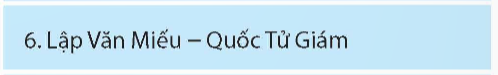 6. Lập Văn Miếu – Quốc Tử Giám